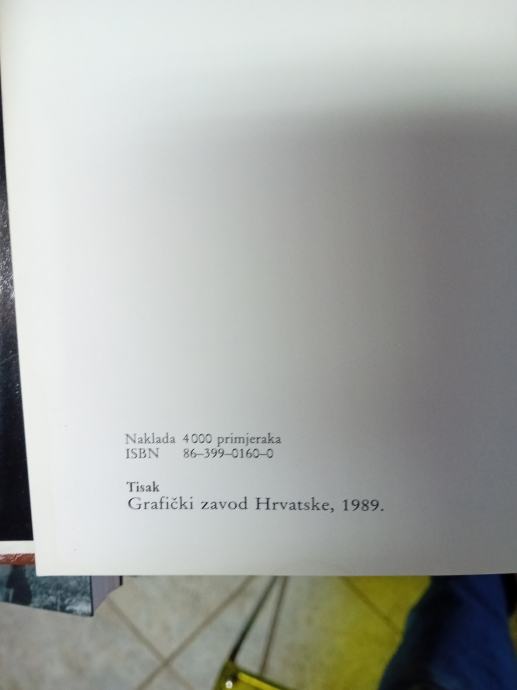 Naklada 4000 primjeraka
ISBN 86–399–0160–0
Tisak
Grafički zavod Hrvatske, 1989.